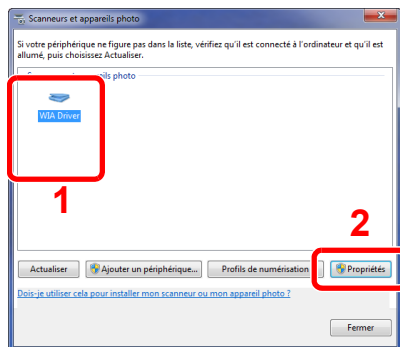 Scanneurs et appareils photo
Si votre périphérique ne figure pas dans la liste, vérifiez qu'il est connecté à l'ordinateur et qu'il est
allumé, puis choisissez Actualiser.
photo
WIA Driver
1
2
Actualiser
Ajouter un périphérique...
Profils de numérisation
Propriétés
Dois-je utiliser cela pour installer mon scanneur ou mon appareil photo ?
Fermer